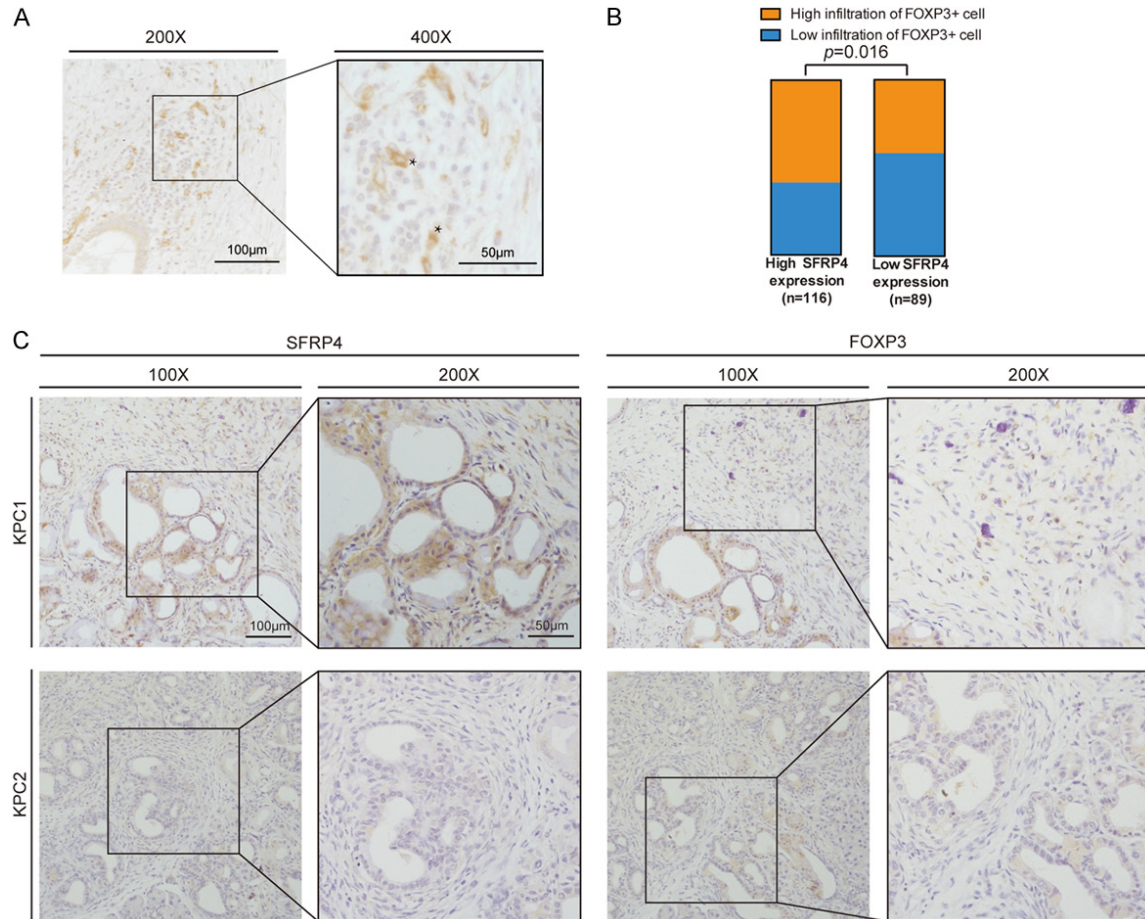 A
200X
400X
100µm
50µm
*
*
B
High infiltration of FOXP3+ cell
Low infiltration of FOXP3+ cell
p=0.016
High SFRP4
expression
(n=116)
Low SFRP4
expression
(n=89)
C
SFRP4
FOXP3
100X
200X
100X
200X
KPC1
100µm
50µm
KPC2